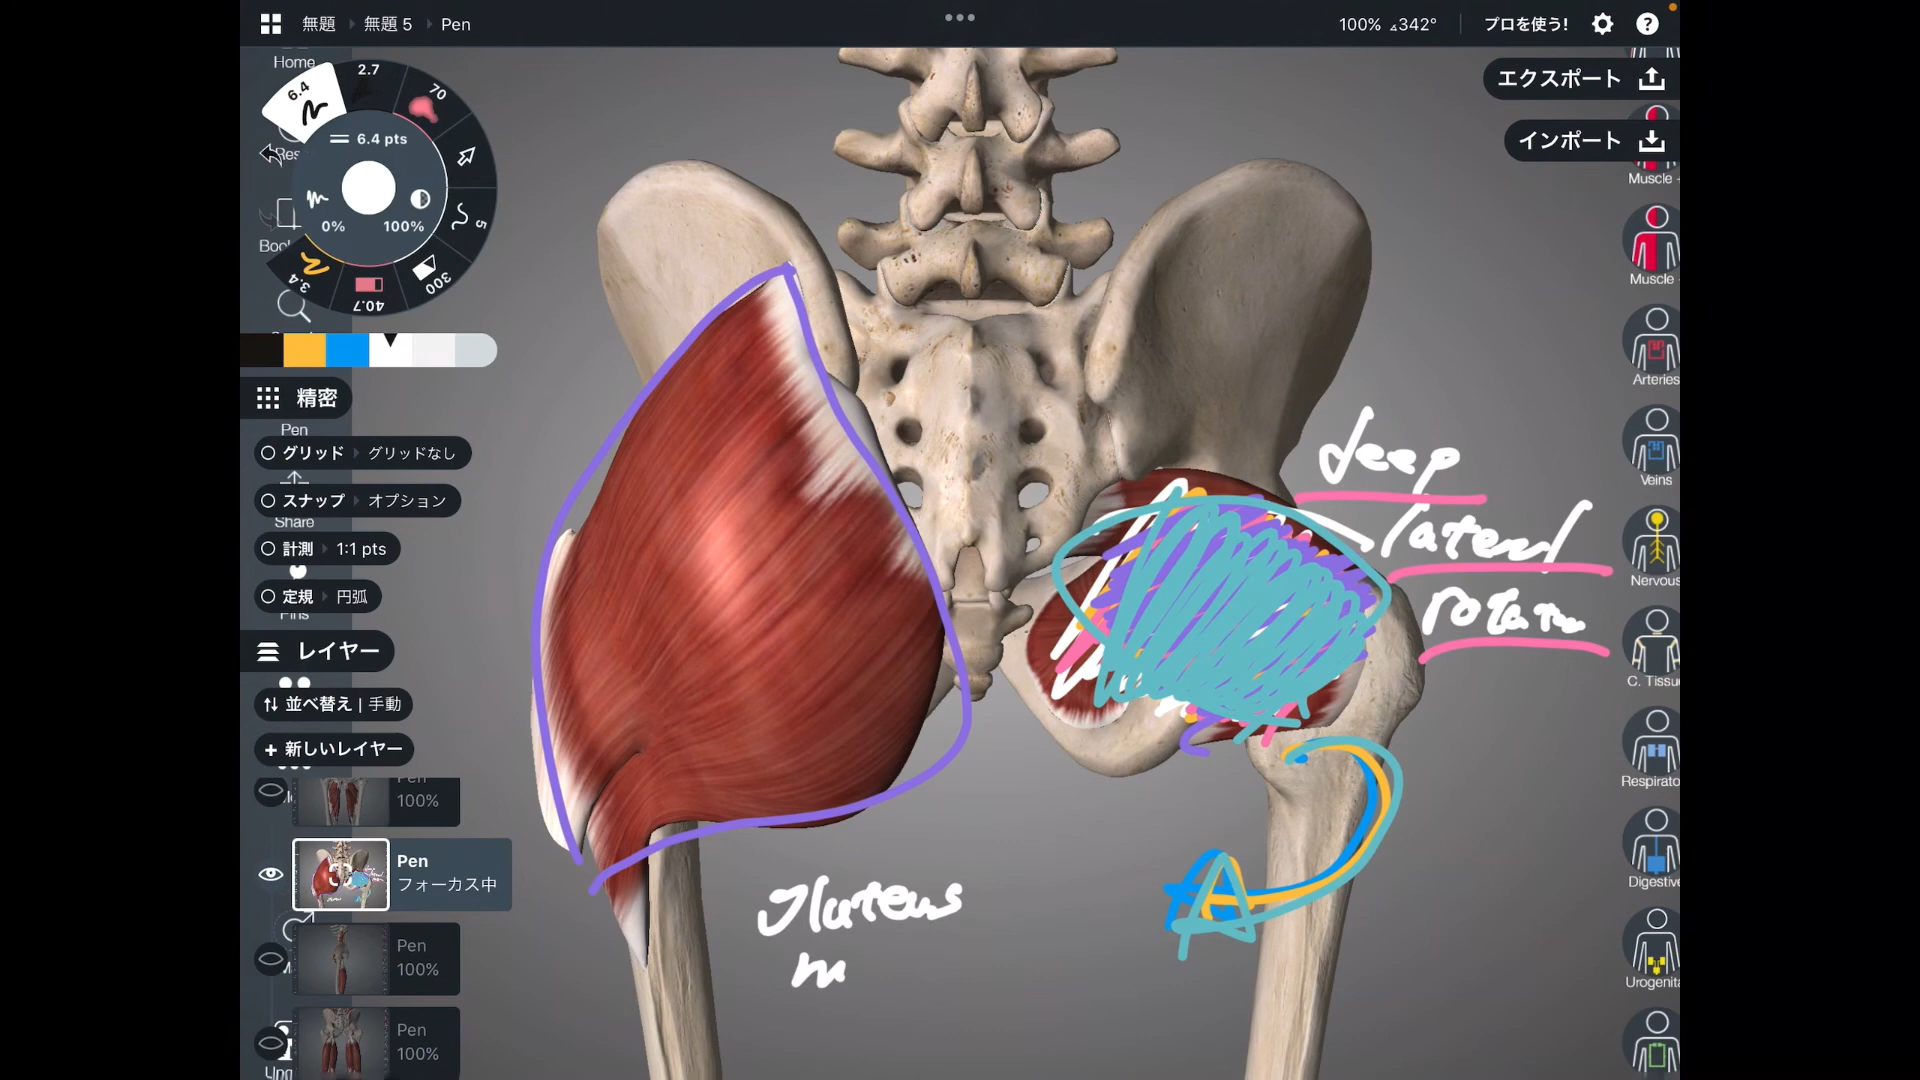 無題 無題 5 Pen
100% 342° プロを使う!
Home
エクスポート
インポート
2.7
6.4
70
6.4 pts
0% 100%
5
3.4
40.7
300
精密
Pen
グリッド グリッドなし
スナップ オプション
Share
計測 1:1 pts
定規 円弧
Pins
レイヤー
並べ替え | 手動
新しいレイヤー
Pen
100%
Pen
フォーカス中
Pen
100%
Pen
100%
Muscle
Muscle
Arteries
Veins
Nervous
C. Tissu
Respirato
Digestive
Urogenita
deep
lateral
Gluteus
m